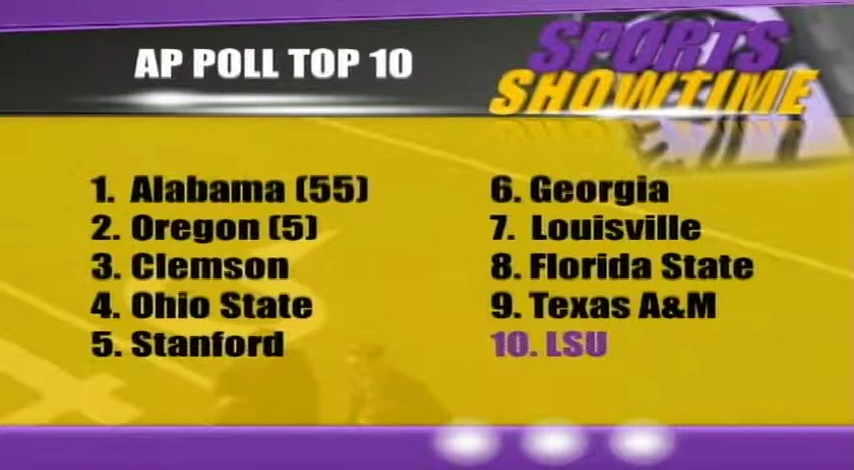 AP POLL TOP 10
SPORTS
SHOWTIME
1. Alabama (55)
2. Oregon (5)
3. Clemson
4. Ohio State
5. Stanford
6. Georgia
7. Louisville
8. Florida State
9. Texas A&M
10. LSU